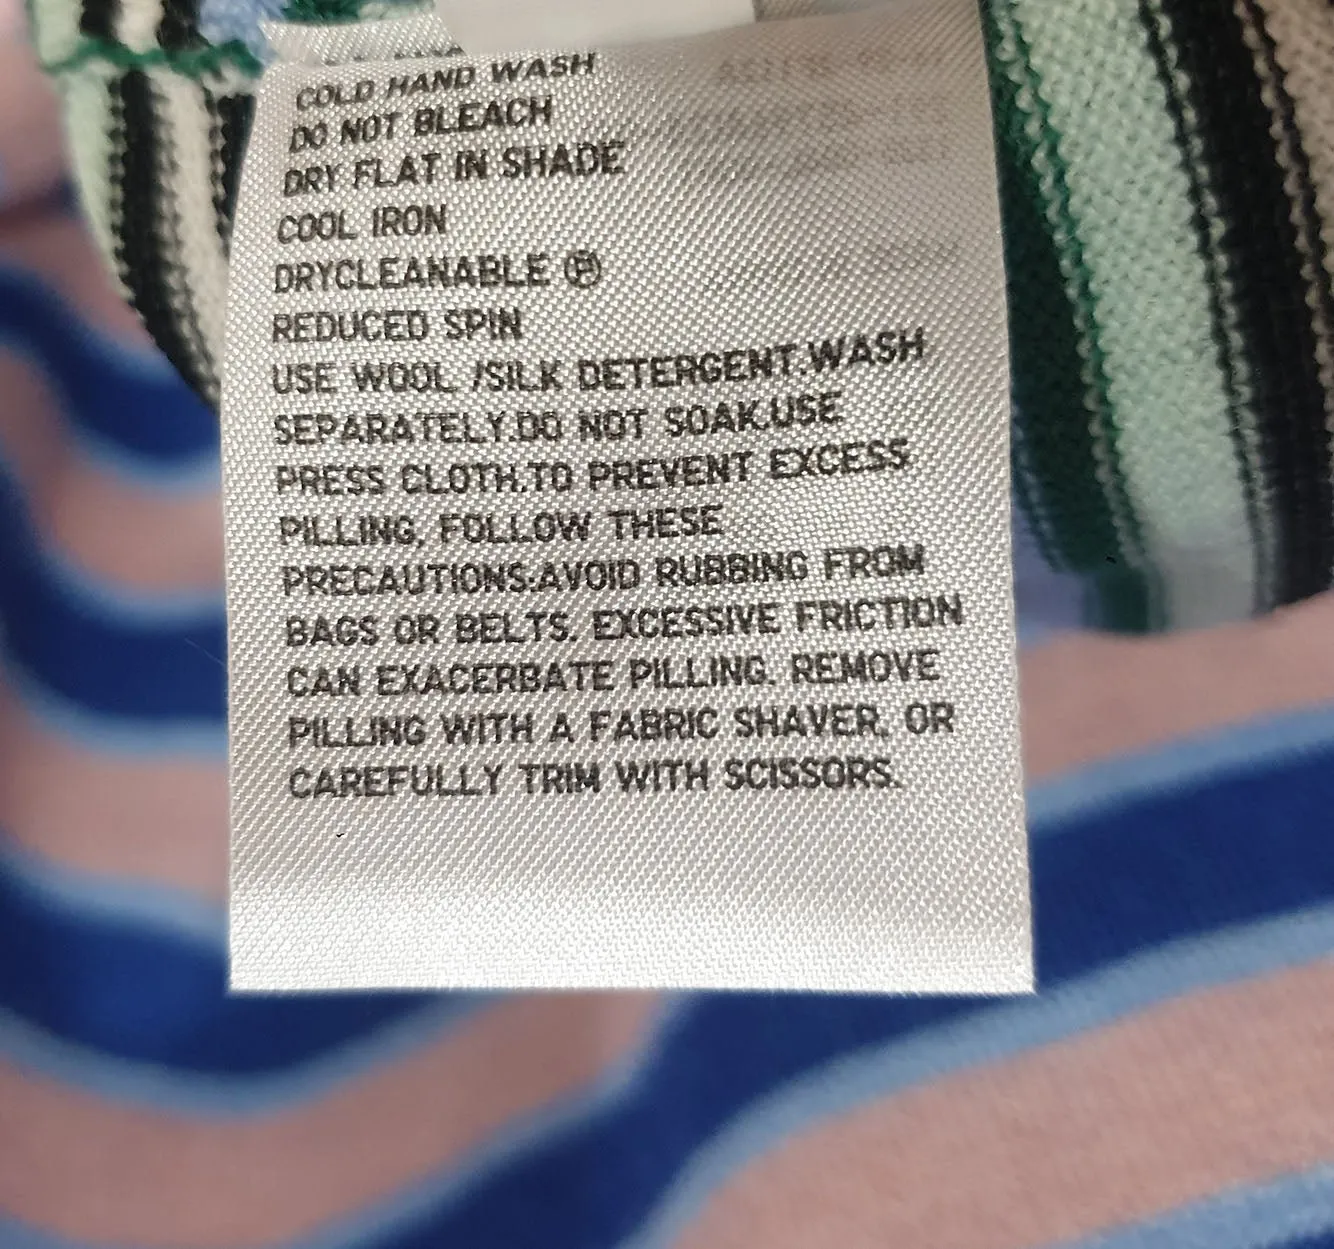 COLD HAND WASH
DO NOT BLEACH
DRY FLAT IN SHADE
COOL IRON
DRYCLEANABLE Ⓟ
REDUCED SPIN
USE WOOL /SILK DETERGENT.WASH
SEPARATELY.DO NOT SOAK.USE
PRESS CLOTH.TO PREVENT EXCESS
PILLING, FOLLOW THESE
PRECAUTIONS:AVOID RUBBING FROM
BAGS OR BELTS. EXCESSIVE FRICTION
CAN EXACERBATE PILLING. REMOVE
PILLING WITH A FABRIC SHAVER, OR
CAREFULLY TRIM WITH SCISSORS.